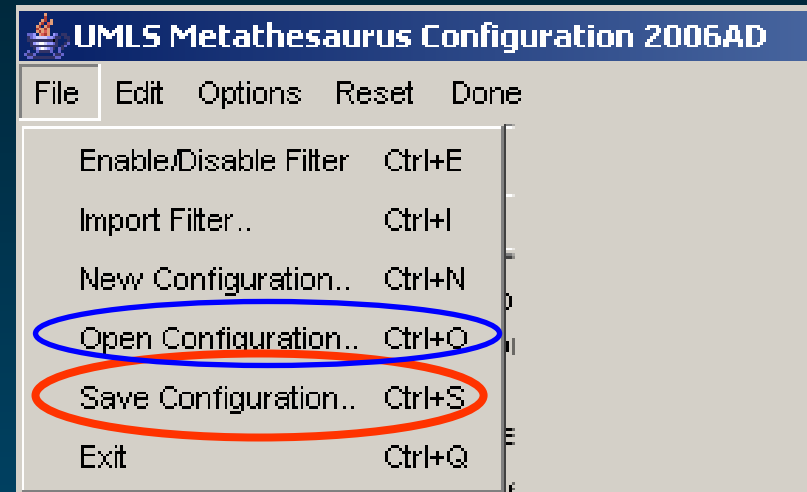 UMLS Metathesaurus Configuration 2006AD
File Edit Options Reset Done
Enable/Disable Filter Ctrl+E
Import Filter.. Ctrl+I
New Configuration.. Ctrl+N
Open Configuration.. Ctrl+O
Save Configuration.. Ctrl+S
Exit Ctrl+Q